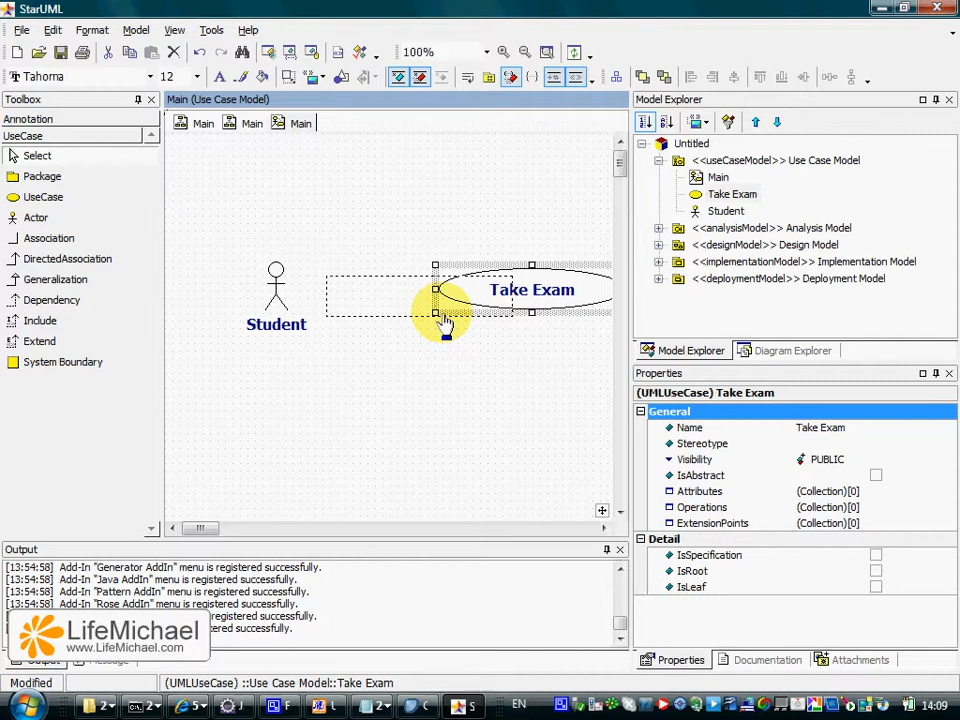 StarUML
File Edit Format Model View Tools Help
100%
Tahoma 12
Toolbox
Annotation
UseCase
Select
Package
UseCase
Actor
Association
DirectedAssociation
Generalization
Dependency
Include
Extend
System Boundary
Main (Use Case Model)
Main Main Main
Student
Take Exam
Model Explorer
Untitled
<<useCaseModel>> Use Case Model
Main
Take Exam
Student
<<analysisModel>> Analysis Model
<<designModel>> Design Model
<<implementationModel>> Implementation Model
<<deploymentModel>> Deployment Model
Model Explorer Diagram Explorer
Properties
(UMLUseCase) Take Exam
General
Name Take Exam
Stereotype
Visibility PUBLIC
IsAbstract
Attributes (Collection)[0]
Operations (Collection)[0]
ExtensionPoints (Collection)[0]
Detail
IsSpecification
IsRoot
IsLeaf
Properties Documentation Attachments
Output
[13:54:58] Add-In "Generator AddIn" menu is registered successfully.
[13:54:58] Add-In "Java AddIn" menu is registered successfully.
[13:54:58] Add-In "Pattern AddIn" menu is registered successfully.
[13:54:58] Add-In "Rose AddIn" menu is registered successfully.
registered successfully.
istered successfully.
LifeMichael
www.LifeMichael.com
Modified
(UMLUseCase) ::Use Case Model::Take Exam
2 2 5 J F L 2 C S EN 14:09